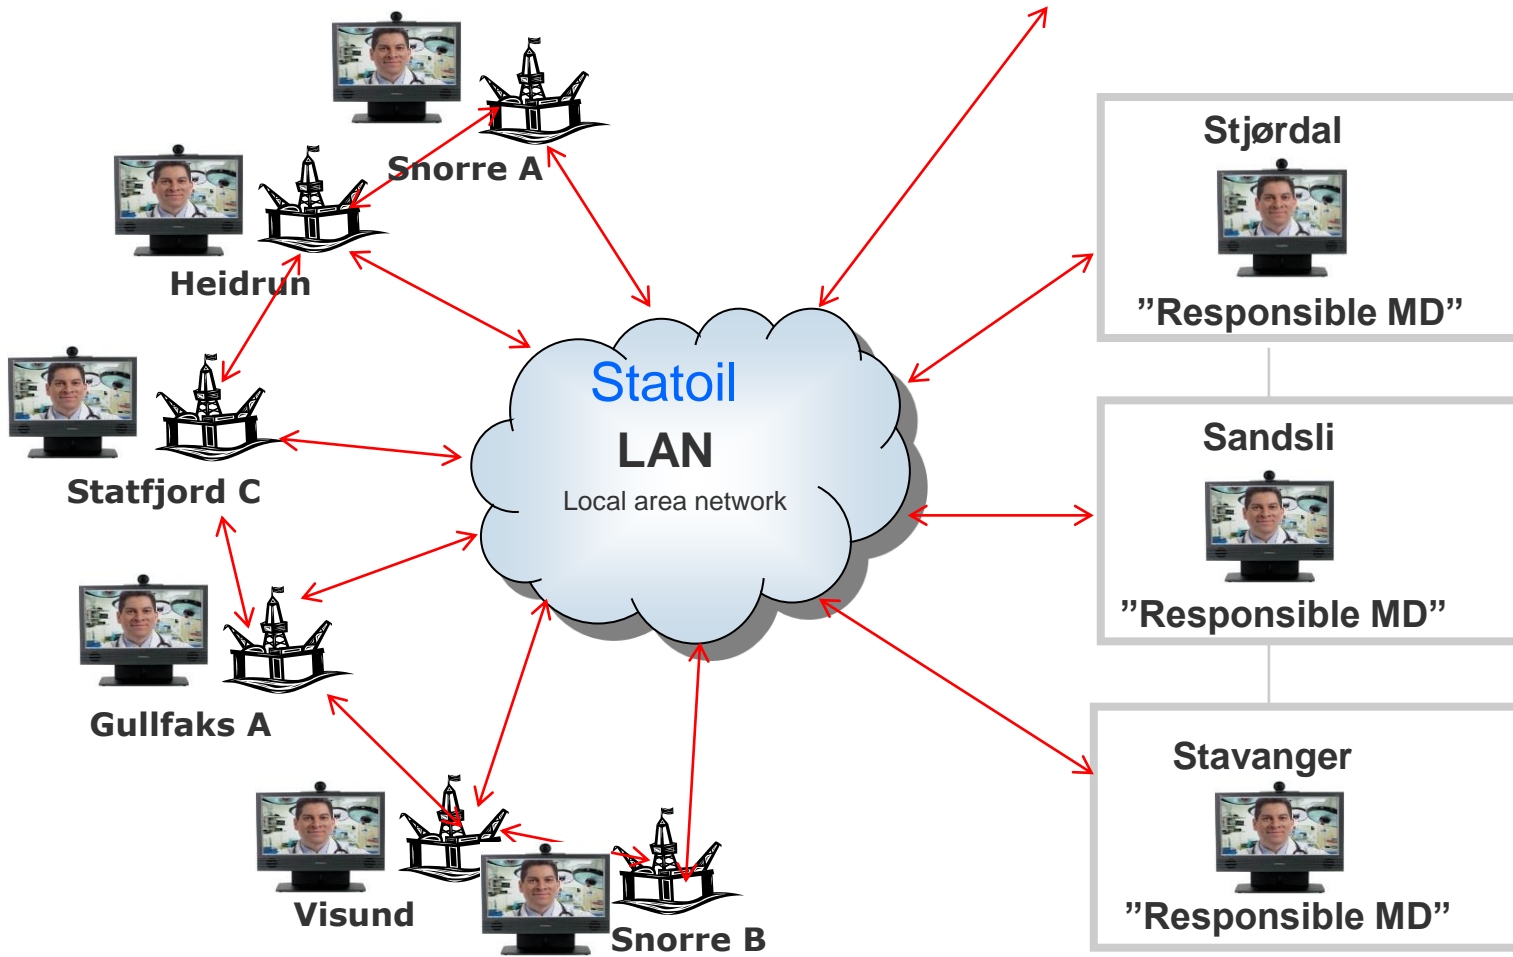 Snorre A
Heidrun
Statfjord C
Gullfaks A
Visund
Snorre B
Statoil
LAN
Local area network
Stjørdal
”Responsible MD”
Sandsli
”Responsible MD”
Stavanger
”Responsible MD”